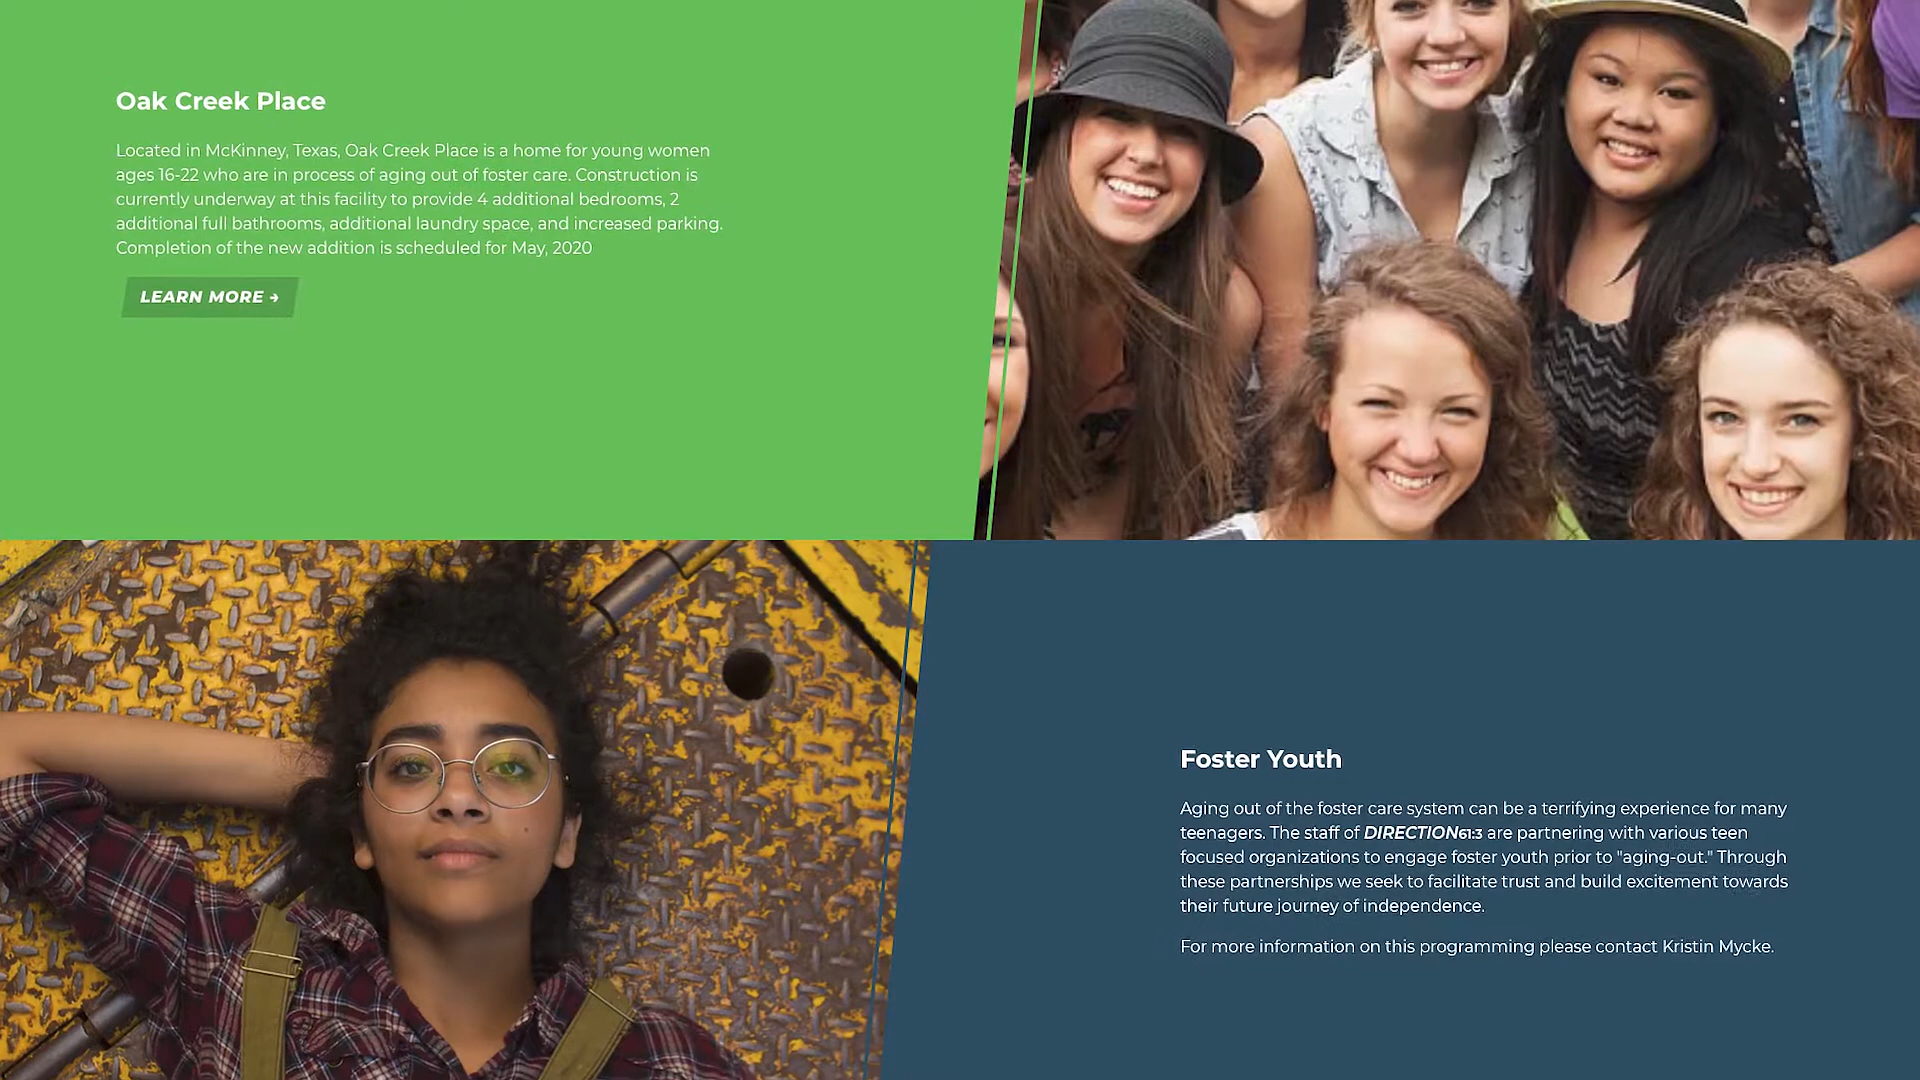 Oak Creek Place
Located in McKinney, Texas, Oak Creek Place is a home for young women
ages 16-22 who are in process of aging out of foster care. Construction is
currently underway at this facility to provide 4 additional bedrooms, 2
additional full bathrooms, additional laundry space, and increased parking.
Completion of the new addition is scheduled for May, 2020
LEARN MORE →
Foster Youth
Aging out of the foster care system can be a terrifying experience for many
teenagers. The staff of DIRECTION61:3 are partnering with various teen
focused organizations to engage foster youth prior to "aging-out." Through
these partnerships we seek to facilitate trust and build excitement towards
their future journey of independence.
For more information on this programming please contact Kristin Mycke.